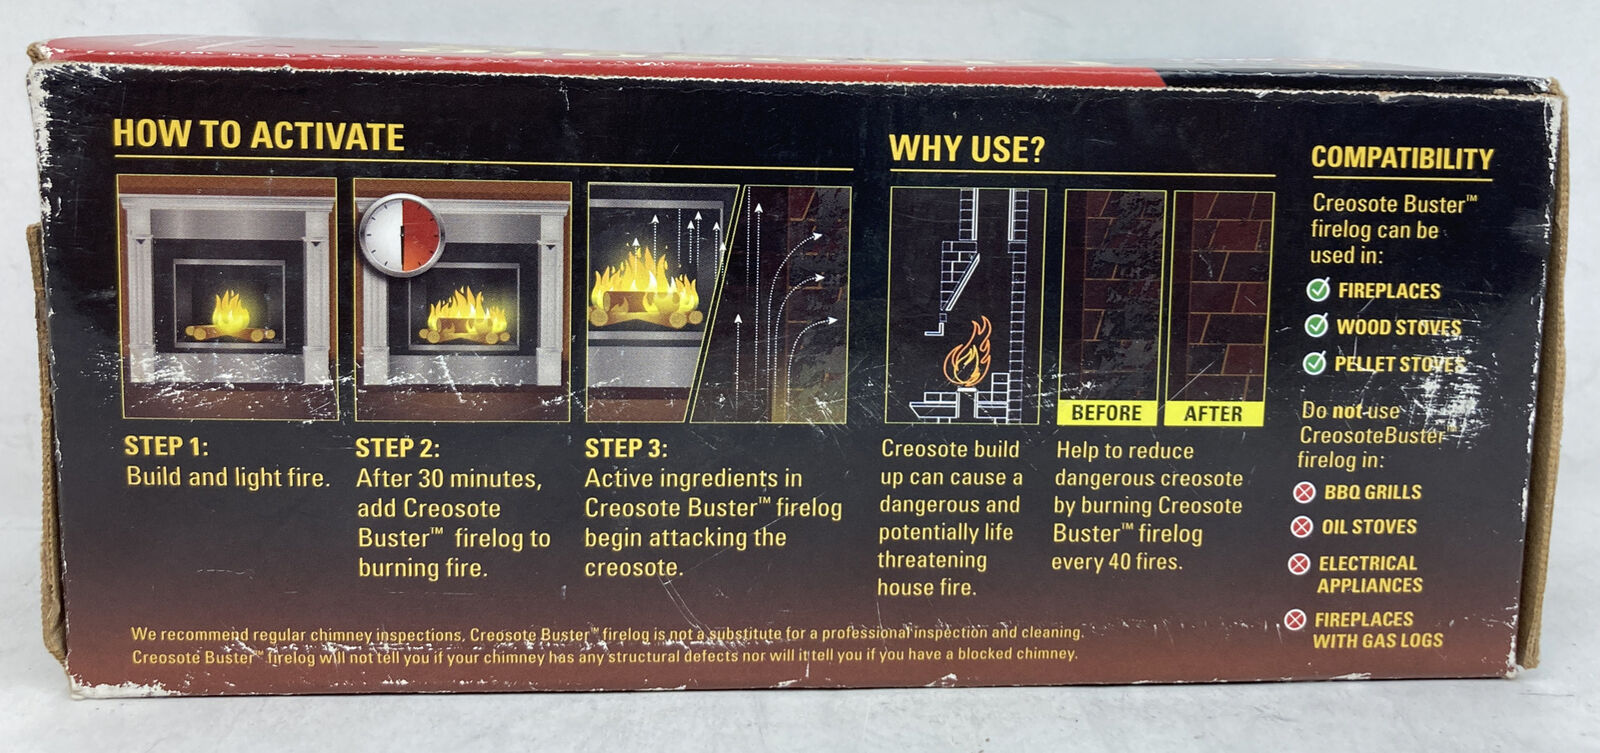 HOW TO ACTIVATE
STEP 1:
Build and light fire.
STEP 2:
After 30 minutes,
add Creosote
Buster™ firelog to
burning fire.
STEP 3:
Active ingredients in
Creosote Buster™ firelog
begin attacking the
creosote.
WHY USE?
Creosote build
up can cause a
dangerous and
potentially life
threatening
house fire.
BEFORE
AFTER
Help to reduce
dangerous creosote
by burning Creosote
Buster™ firelog
every 40 fires.
COMPATIBILITY
Creosote Buster™
firelog can be
used in:
FIREPLACES
WOOD STOVES
PELLET STOVES
Do not use
CreosoteBuster™
firelog in:
BBQ GRILLS
OIL STOVES
ELECTRICAL
APPLIANCES
FIREPLACES
WITH GAS LOGS
We recommend regular chimney inspections. Creosote Buster™ firelog is not a substitute for a professional inspection and cleaning.
Creosote Buster™ firelog will not tell you if your chimney has any structural defects nor will it tell you if you have a blocked chimney.